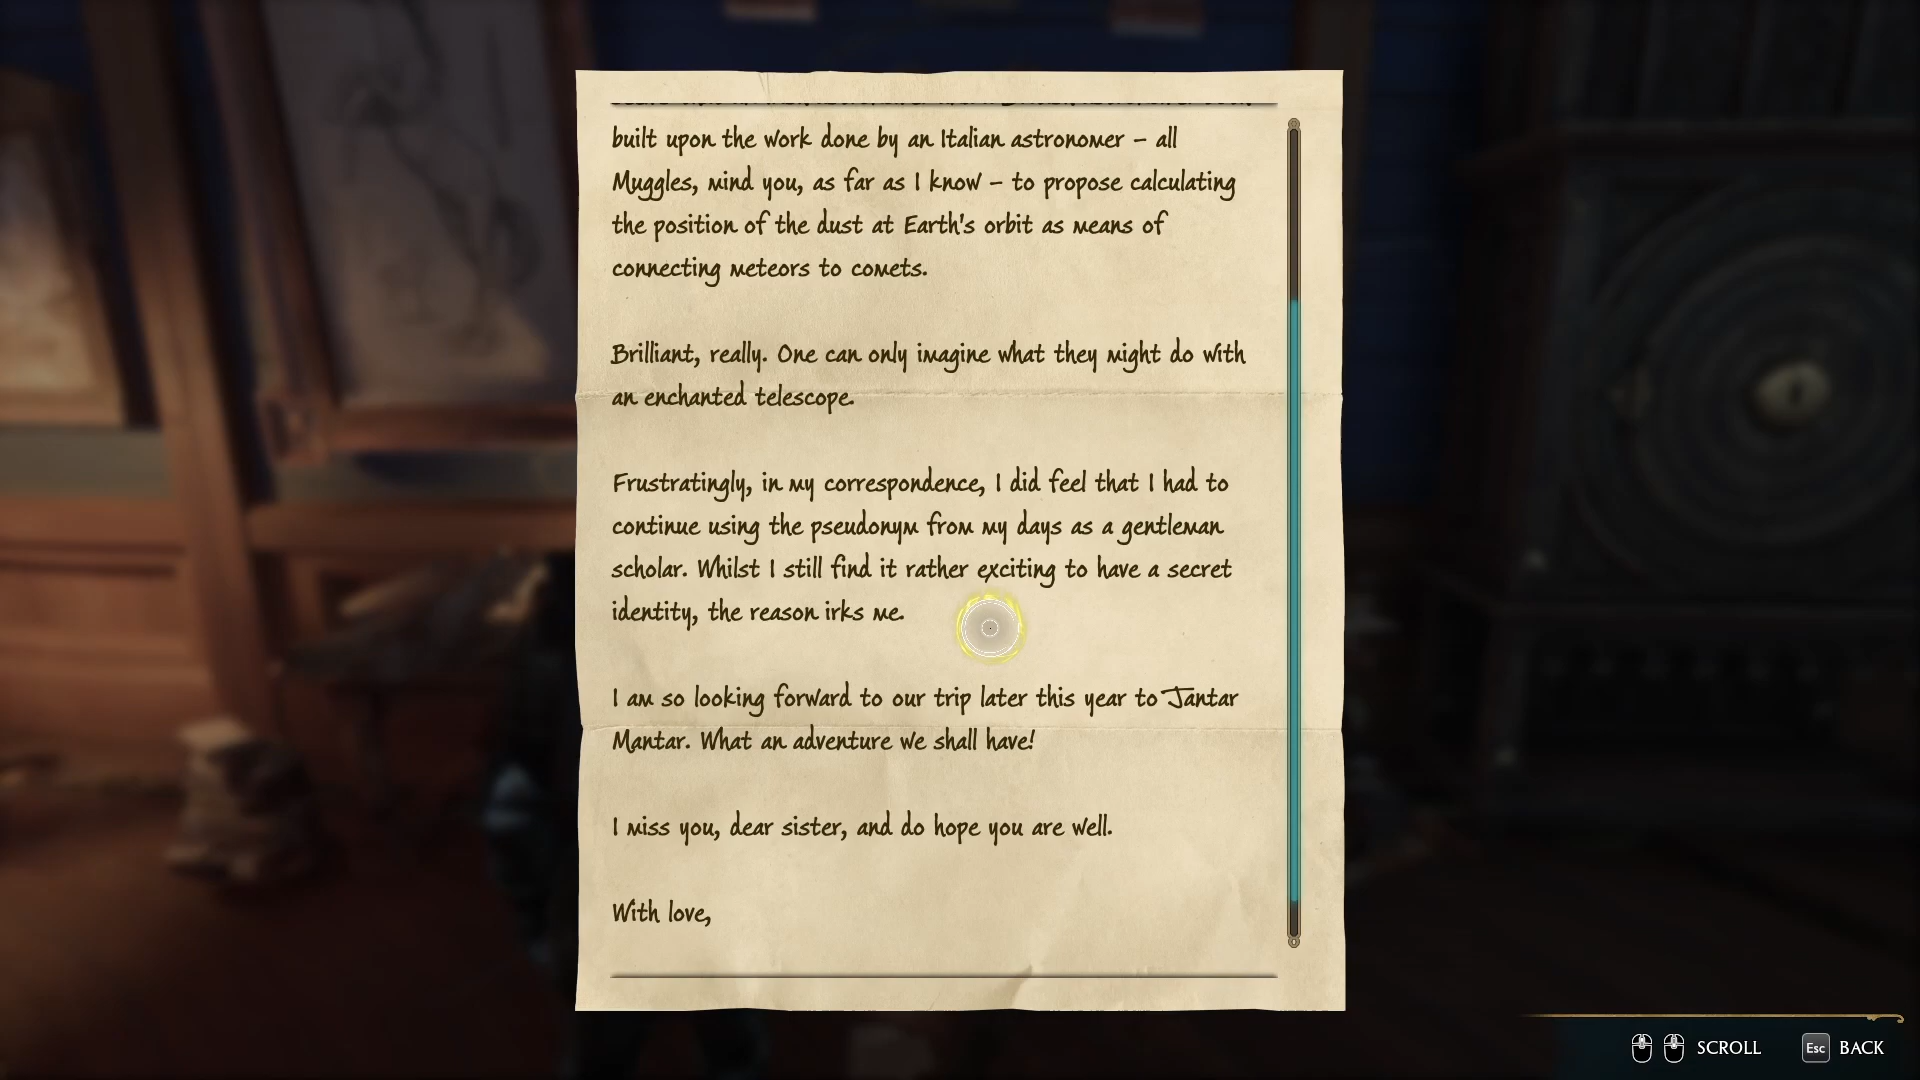 built upon the work done by an Italian astronomer – all
Muggles, mind you, as far as I know – to propose calculating
the position of the dust at Earth's orbit as means of
connecting meteors to comets.
Brilliant, really. One can only imagine what they might do with
an enchanted telescope.
Frustratingly, in my correspondence, I did feel that I had to
continue using the pseudonym from my days as a gentleman
scholar. Whilst I still find it rather exciting to have a secret
identity, the reason irks me.
I am so looking forward to our trip later this year to Jantar
Mantar. What an adventure we shall have!
I miss you, dear sister, and do hope you are well.
With love,
SCROLL
Esc BACK